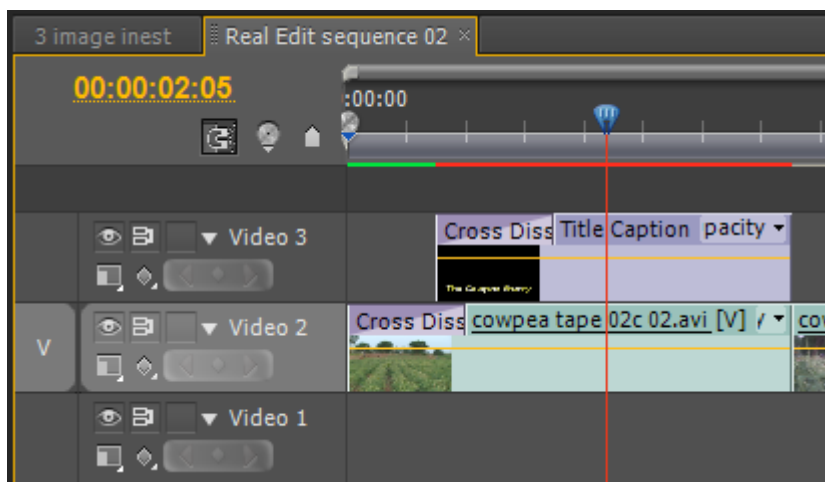 3 image inest
Real Edit sequence 02 ×
00:00:02:05
:00:00
Video 3
Cross Diss
Title Caption
pacity
V
Video 2
Cross Diss
cowpea tape 02c 02.avi [V]
cov
Video 1